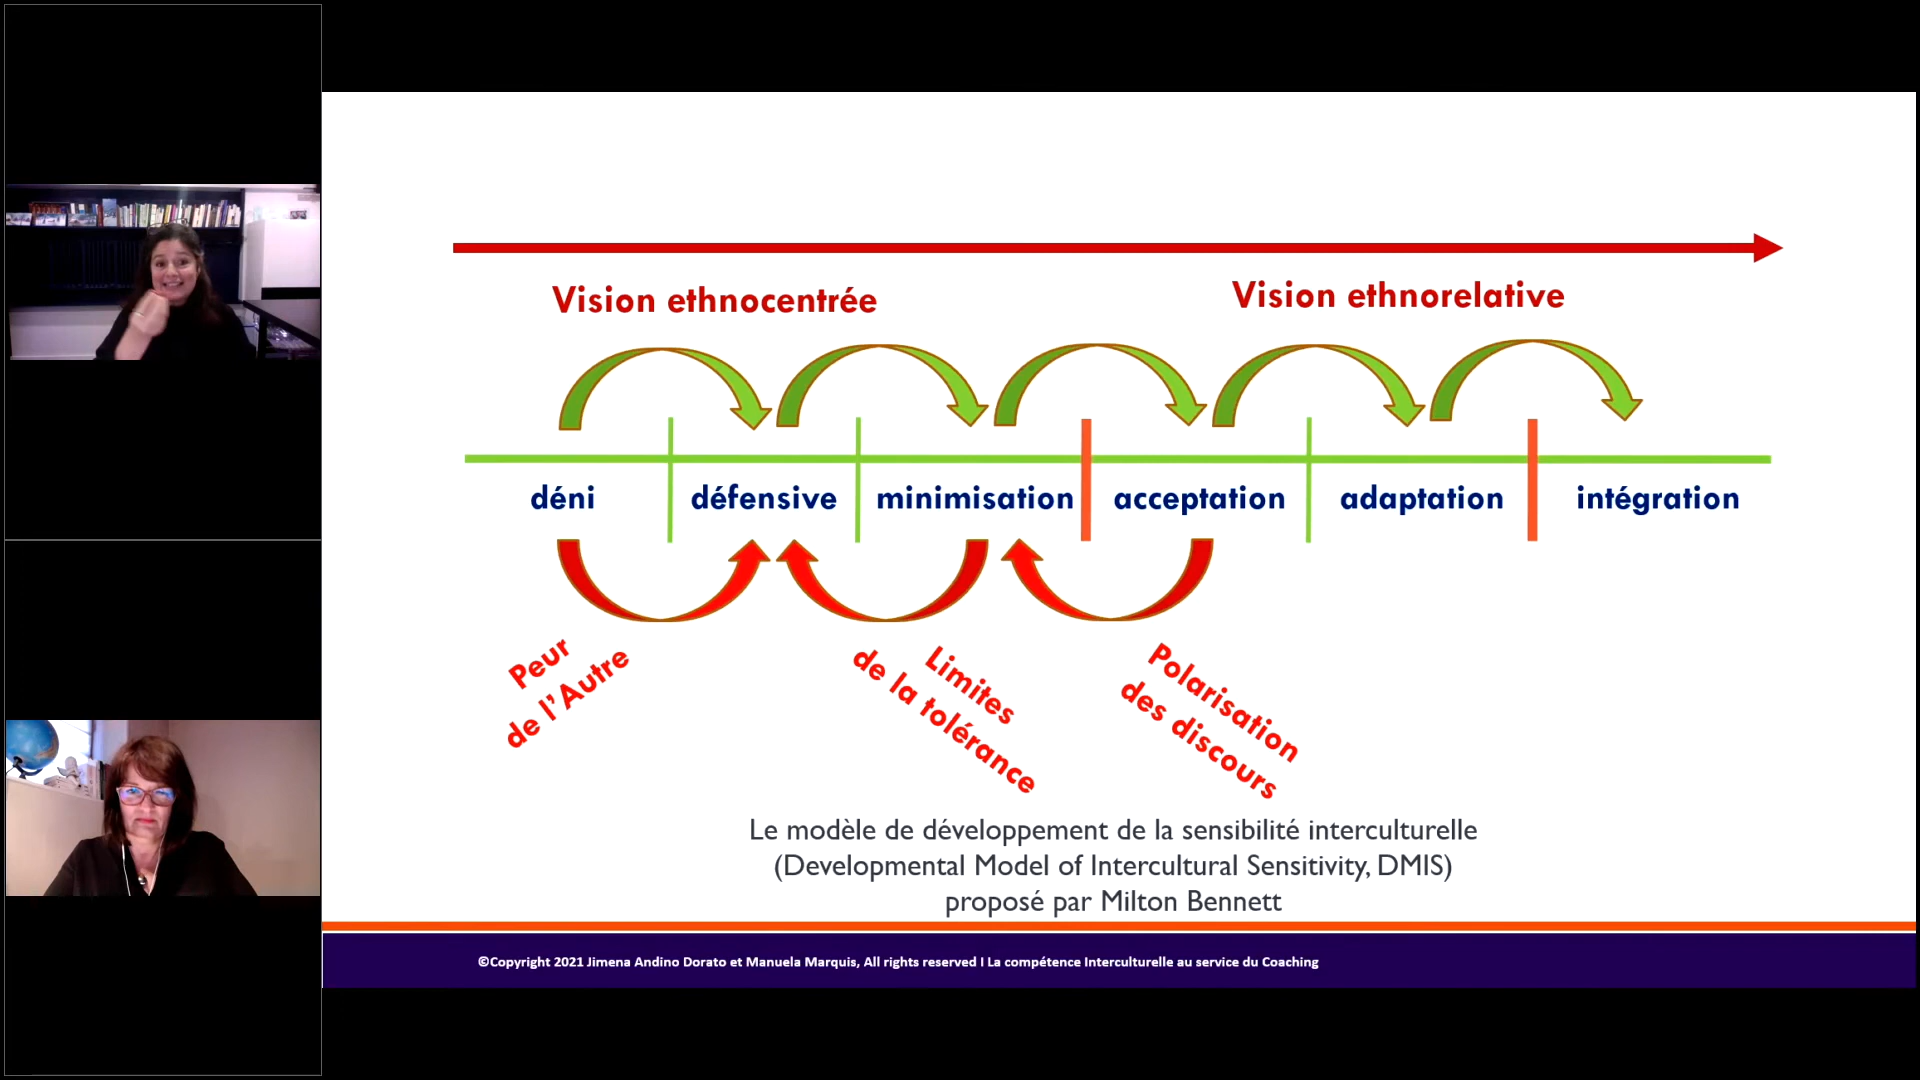 Vision ethnocentrée
Vision ethnorelative
déni
défensive
minimisation
acceptation
adaptation
intégration
Peur
de l'Autre
Limites
de la tolérance
Polarisation
des discours
Le modèle de développement de la sensibilité interculturelle
(Developmental Model of Intercultural Sensitivity, DMIS)
proposé par Milton Bennett
©Copyright 2021 Jimena Andino Dorato et Manuela Marquis, All rights reserved I La compétence Interculturelle au service du Coaching